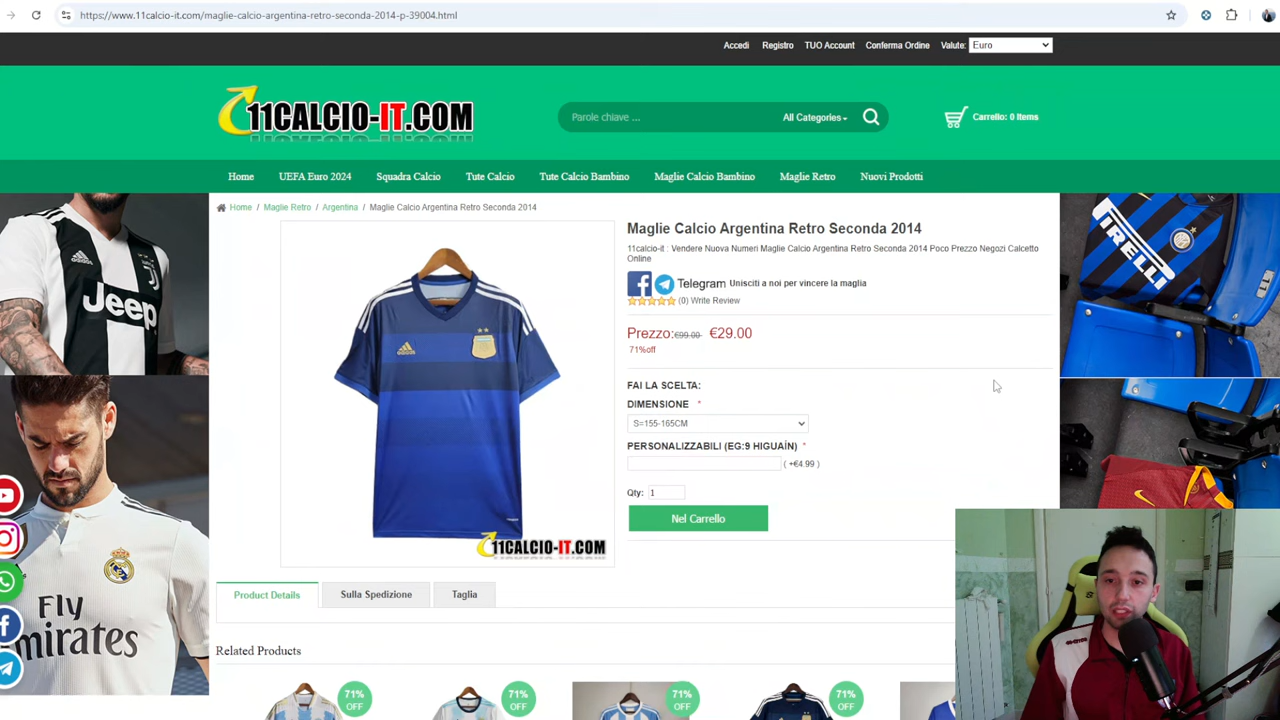 https://www.11calcio-it.com/maglie-calcio-argentina-retro-seconda-2014-p-39004.html
Accedi Registro TUO Account Conferma Ordine Valute: Euro
11CALCIO-IT.COM
Parole chiave ... All Categories
Carrello: 0 Items
Home UEFA Euro 2024 Squadra Calcio Tute Calcio Tute Calcio Bambino Maglie Calcio Bambino Maglie Retro Nuovi Prodotti
Home / Maglie Retro / Argentina / Maglie Calcio Argentina Retro Seconda 2014
Maglie Calcio Argentina Retro Seconda 2014
11calcio-it : Vendere Nuova Numeri Maglie Calcio Argentina Retro Seconda 2014 Poco Prezzo Negozi Calcetto
Online
Telegram Unisciti a noi per vincere la maglia
(0) Write Review
Prezzo: €99.00 €29.00
71%off
FAI LA SCELTA:
DIMENSIONE *
S=155-165CM
PERSONALIZZABILI (EG:9 HIGUAÍN) *
( +€4.99 )
Qty: 1
Nel Carrello
adidas
11CALCIO-IT.COM
Product Details Sulla Spedizione Taglia
Related Products
71%
OFF
71%
OFF
71%
OFF
71%
OFF
Jeep
Fly
Emirates
PIRELLI